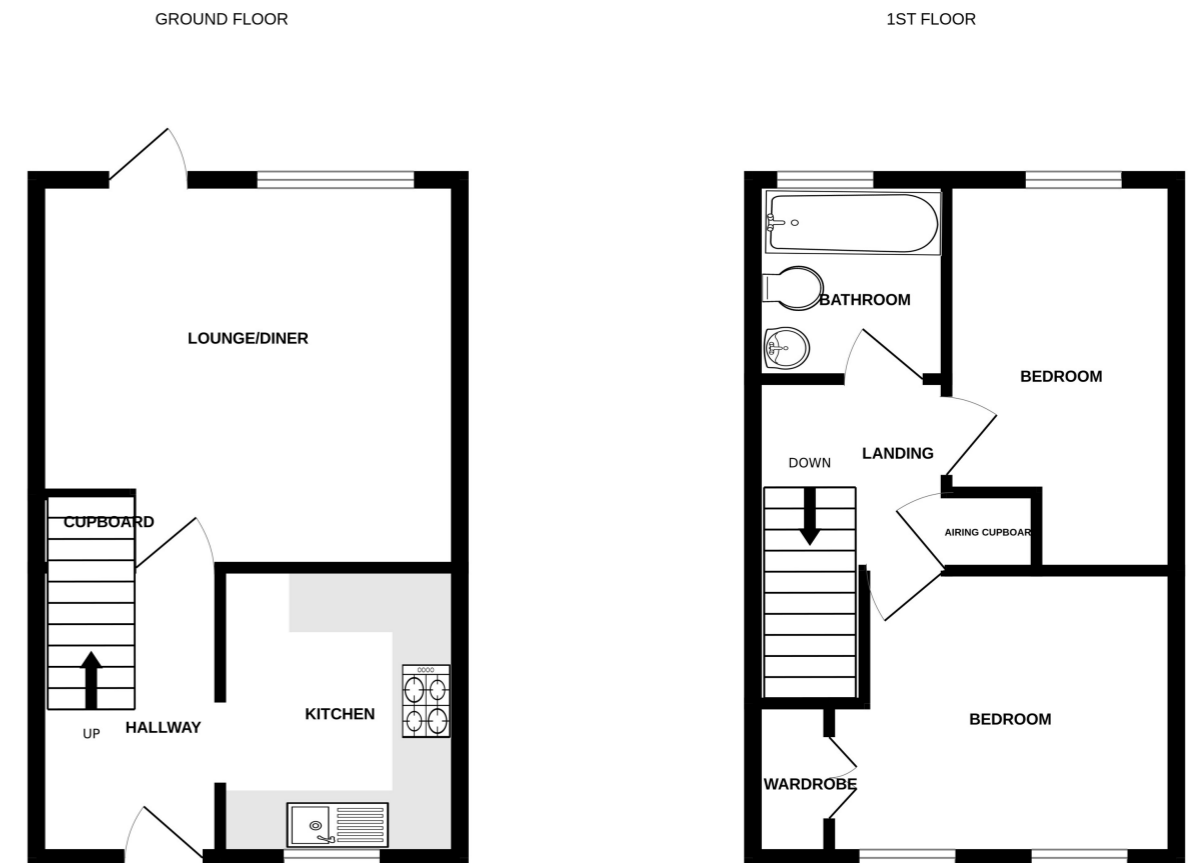 GROUND FLOOR
1ST FLOOR
LOUNGE/DINER
CUPBOARD
UP
HALLWAY
KITCHEN
BATHROOM
BEDROOM
LANDING
DOWN
AIRING CUPBOAR
BEDROOM
WARDROBE